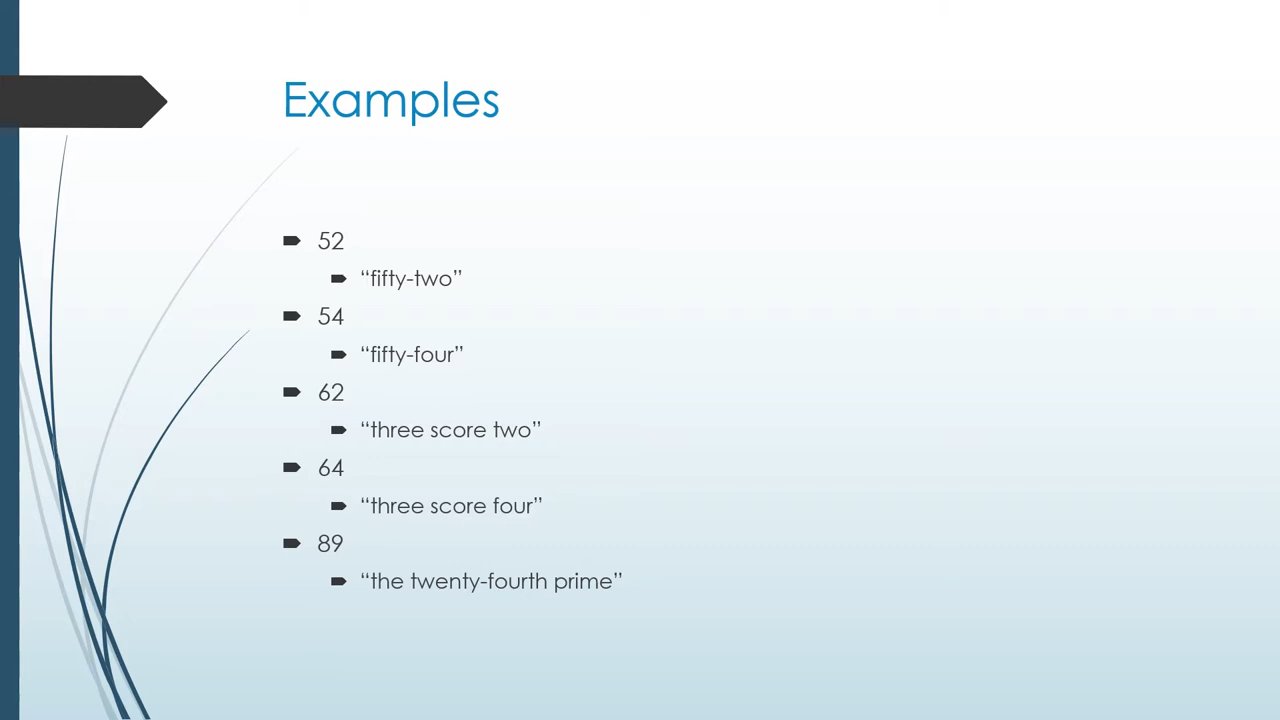 Examples
52
“fifty-two”
54
“fifty-four”
62
“three score two”
64
“three score four”
89
“the twenty-fourth prime”